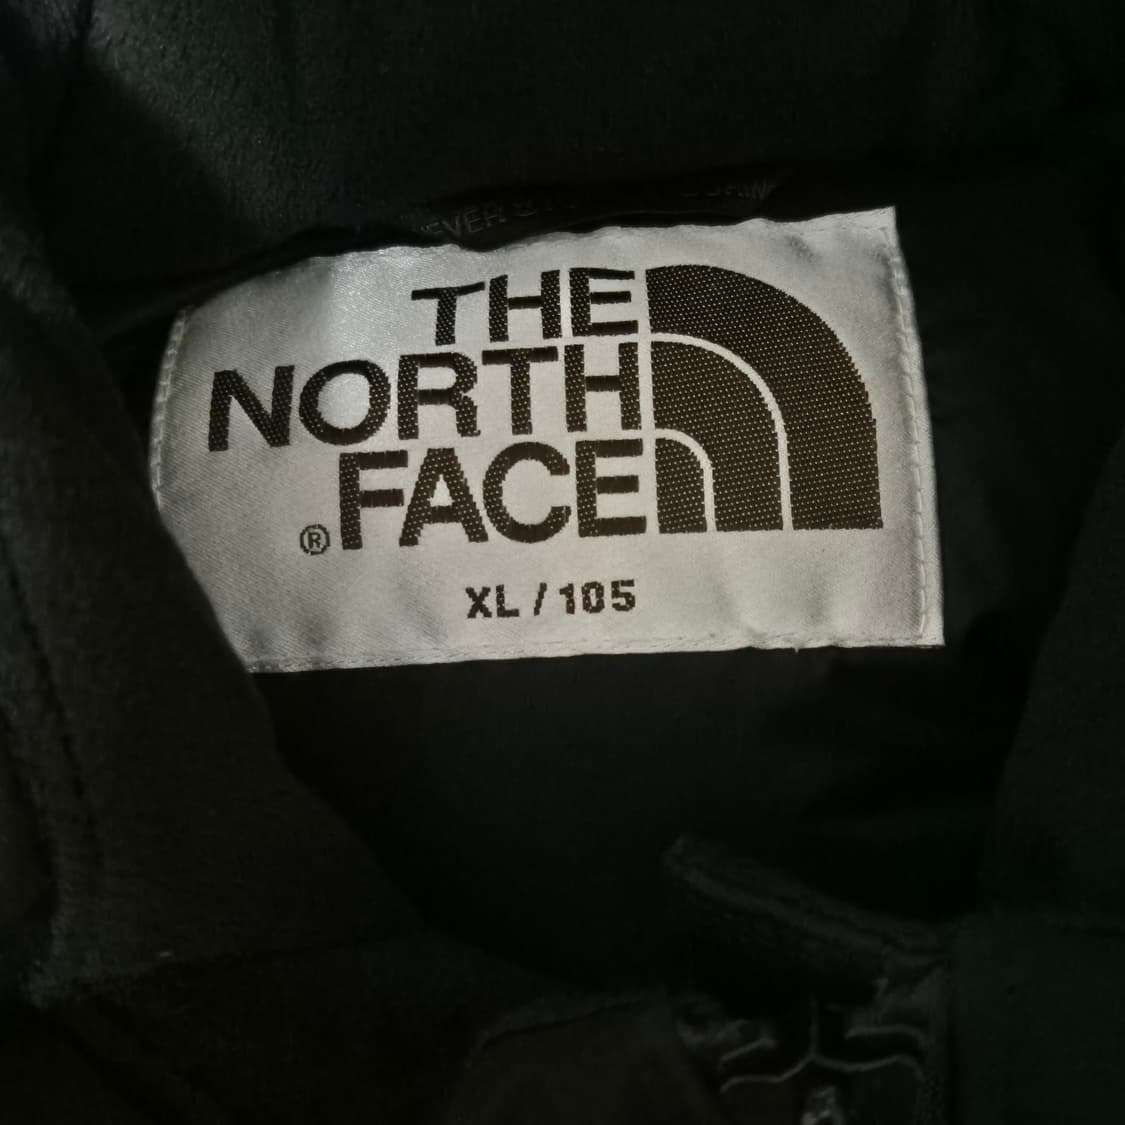 THE
NORTH
FACE
®
XL / 105